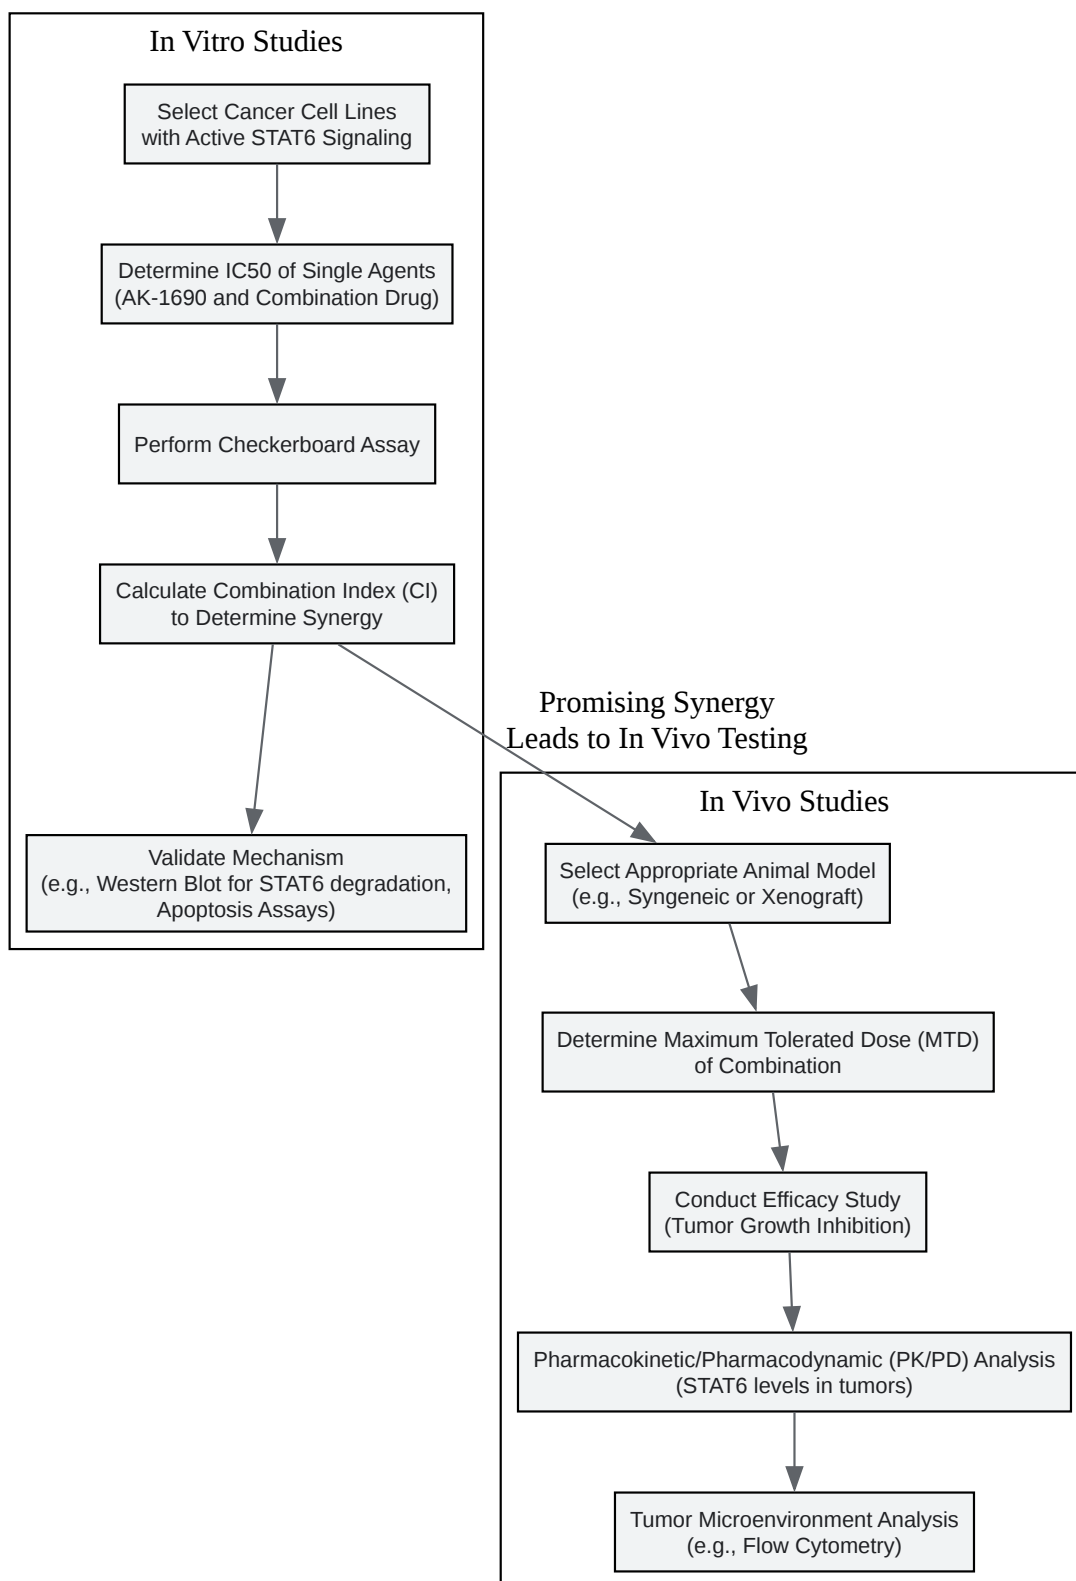 In Vitro Studies
Select Cancer Cell Lines
with Active STAT6 Signaling
Determine IC50 of Single Agents
(AK-1690 and Combination Drug)
Perform Checkerboard Assay
Calculate Combination Index (CI)
to Determine Synergy
Validate Mechanism
(e.g., Western Blot for STAT6 degradation,
Apoptosis Assays)
Promising Synergy
Leads to In Vivo Testing
In Vivo Studies
Select Appropriate Animal Model
(e.g., Syngeneic or Xenograft)
Determine Maximum Tolerated Dose (MTD)
of Combination
Conduct Efficacy Study
(Tumor Growth Inhibition)
Pharmacokinetic/Pharmacodynamic (PK/PD) Analysis
(STAT6 levels in tumors)
Tumor Microenvironment Analysis
(e.g., Flow Cytometry)